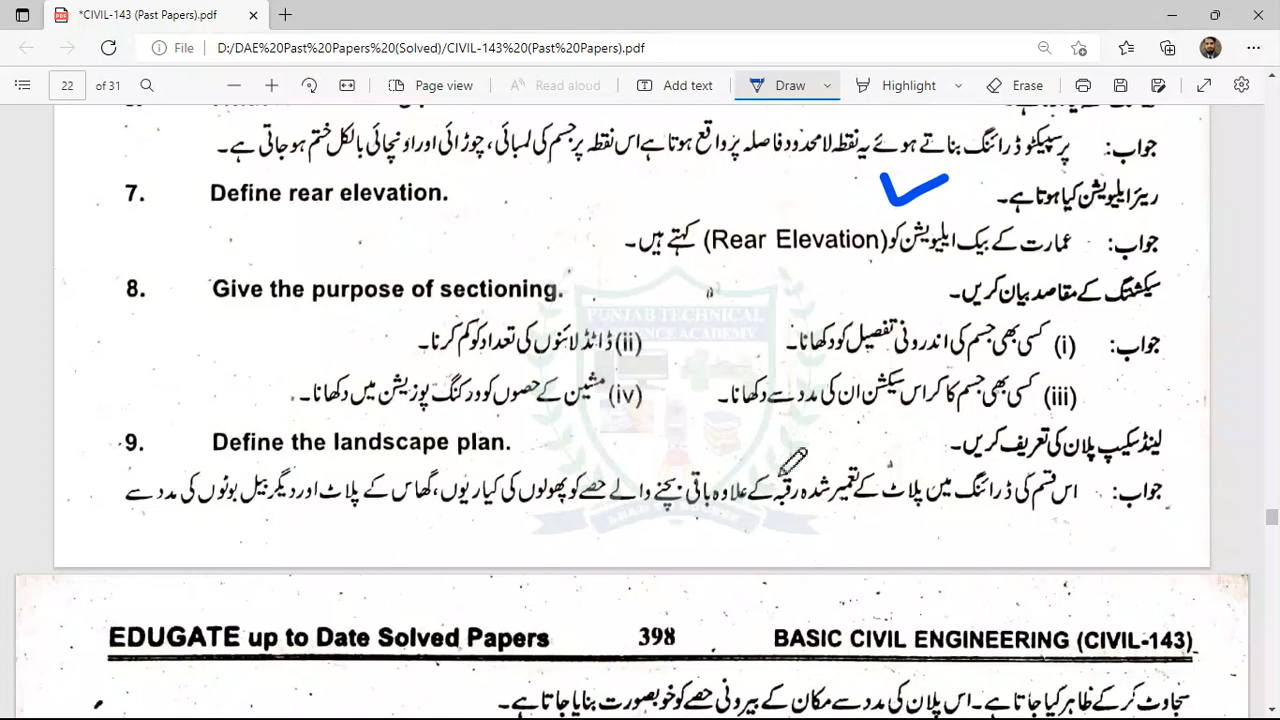 *CIVIL-143 (Past Papers).pdf
File D:/DAE%20Past%20Papers%20(Solved)/CIVIL-143%20(Past%20Papers).pdf
22 of 31 Page view Read aloud Add text Draw Highlight Erase
جواب: پرسپیکٹو ڈرائنگ بناتے ہوئے یہ نقطہ لامحدود فاصلہ پر واقع ہوتا ہے اس نقطہ پر جسم کی لمبائی، چوڑائی اور اونچائی بالکل ختم ہو جاتی ہے۔
7. Define rear elevation. ریئر ایلیویشن کیا ہوتا ہے۔
جواب: عمارت کے بیک ایلیویشن کو (Rear Elevation) کہتے ہیں۔
8. Give the purpose of sectioning. سیکشننگ کے مقاصد بیان کریں۔
جواب: (i) کسی بھی جسم کی اندرونی تفصیل کو دکھانا۔ (ii) ڈاٹڈ لائنوں کی تعداد کو کم کرنا۔
(iii) کسی بھی جسم کا کراس سیکشن ان کی مدد سے دکھانا۔ (iv) مشین کے حصوں کو ورکنگ پوزیشن میں دکھانا۔
9. Define the landscape plan. لینڈ سکیپ پلان کی تعریف کریں۔
جواب: اس قسم کی ڈرائنگ میں پلاٹ کے تعمیر شدہ رقبہ کے علاوہ باقی بچنے والے حصے کو پھولوں کی کیاریوں، گھاس کے پلاٹ اور دیگر بیل بوٹوں کی مدد سے
PUNJAB TECHNICAL
SCIENCE ACADEMY
EDUGATE up to Date Solved Papers 398 BASIC CIVIL ENGINEERING (CIVIL-143)
سجاوٹ کر کے ظاہر کیا جاتا ہے۔ اس پلان کی مدد سے مکان کے بیرونی حصے کو خوبصورت بنایا جاتا ہے۔